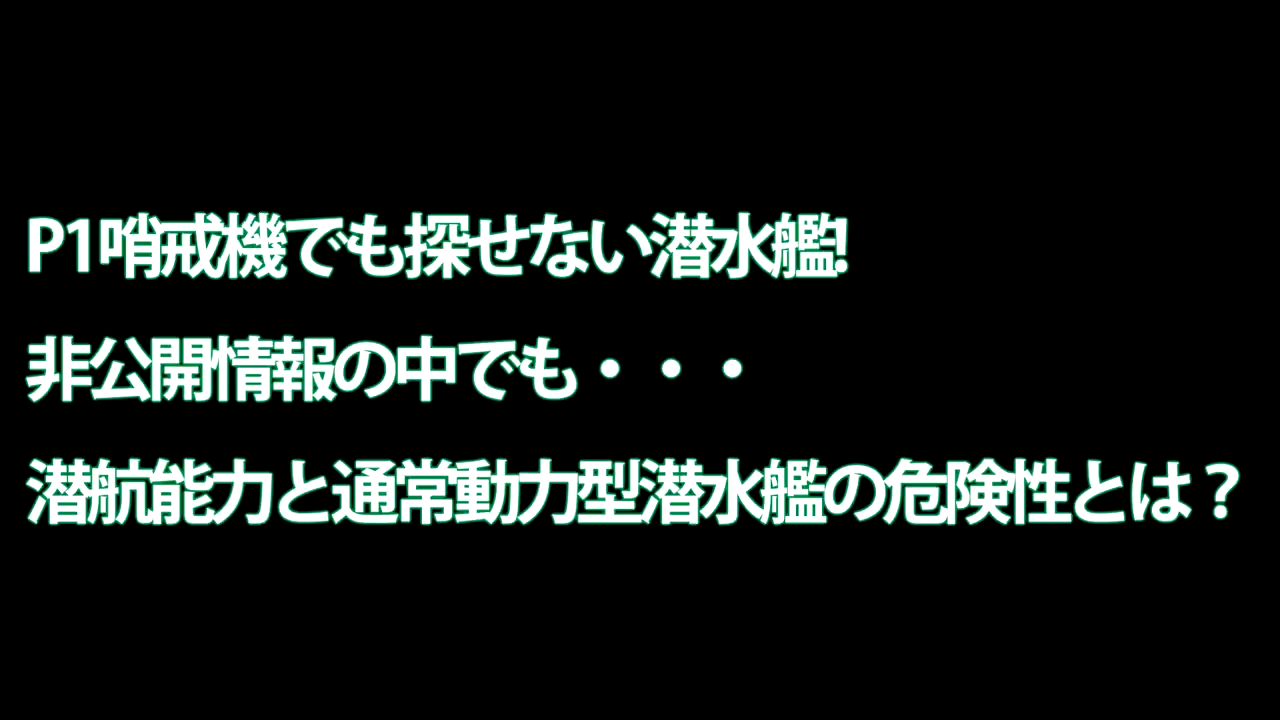 P1哨戒機でも探せない潜水艦!
非公開情報の中でも・・・
潜航能力と通常動力型潜水艦の危険性とは？